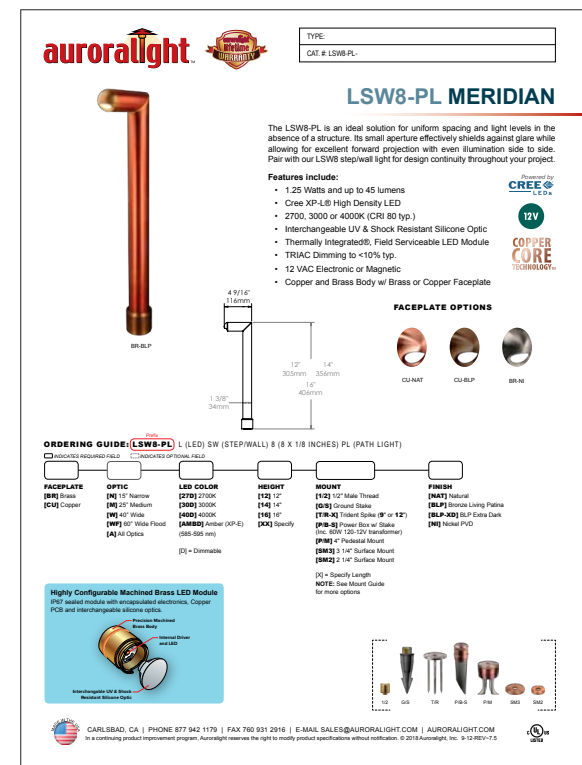 auroralight
auroralight
lifetime
WARRANTY
TYPE:
CAT. #: LSW8-PL-
LSW8-PL MERIDIAN
The LSW8-PL is an ideal solution for uniform spacing and light levels in the
absence of a structure. Its small aperture effectively shields against glare while
allowing for excellent forward projection with even illumination side to side.
Pair with our LSW8 step/wall light for design continuity throughout your project.
Features include:
• 1.25 Watts and up to 45 lumens
• Cree XP-L® High Density LED
• 2700, 3000 or 4000K (CRI 80 typ.)
• Interchangeable UV & Shock Resistant Silicone Optic
• Thermally Integrated®, Field Serviceable LED Module
• TRIAC Dimming to <10% typ.
• 12 VAC Electronic or Magnetic
• Copper and Brass Body w/ Brass or Copper Faceplate
Powered by
CREE
LEDs
12V
COPPER
CORE
TECHNOLOGY
BR-BLP
4 9/16"
116mm
12" 14"
305mm 356mm
16"
406mm
1 3/8"
34mm
FACEPLATE OPTIONS
CU-NAT CU-BLP BR-NI
Prefix
ORDERING GUIDE: LSW8-PL L (LED) SW (STEP/WALL) 8 (8 X 1/8 INCHES) PL (PATH LIGHT)
INDICATES REQUIRED FIELD INDICATES OPTIONAL FIELD
FACEPLATE
[BR] Brass
[CU] Copper
OPTIC
[N] 15° Narrow
[M] 25° Medium
[W] 40° Wide
[WF] 60° Wide Flood
[A] All Optics
LED COLOR
[27D] 2700K
[30D] 3000K
[40D] 4000K
[AMBD] Amber (XP-E)
(585-595 nm)
[D] = Dimmable
HEIGHT
[12] 12"
[14] 14"
[16] 16"
[XX] Specify
MOUNT
[1/2] 1/2" Male Thread
[G/S] Ground Stake
[T/R-X] Trident Spike (9" or 12")
[P/B-S] Power Box w/ Stake
(Inc. 60W 120-12V transformer)
[P/M] 4" Pedestal Mount
[SM3] 3 1/4" Surface Mount
[SM2] 2 1/4" Surface Mount
[X] = Specify Length
NOTE: See Mount Guide
for more options
FINISH
[NAT] Natural
[BLP] Bronze Living Patina
[BLP-XD] BLP Extra Dark
[NI] Nickel PVD
Highly Configurable Machined Brass LED Module
IP67 sealed module with encapsulated electronics, Copper
PCB and interchangeable silicone optics.
Precision Machined
Brass Body
Internal Driver
and LED
Interchangable UV & Shock
Resistant Silicone Optic
1/2 G/S T/R P/B-S P/M SM3 SM2
MADE IN THE USA
CARLSBAD, CA | PHONE 877 942 1179 | FAX 760 931 2916 | E-MAIL SALES@AURORALIGHT.COM | AURORALIGHT.COM
In a continuing product improvement program, Auroralight reserves the right to modify product specifications without notification. © 2018 Auroralight, Inc. 9-12-REV~7.5
c UL US
LISTED